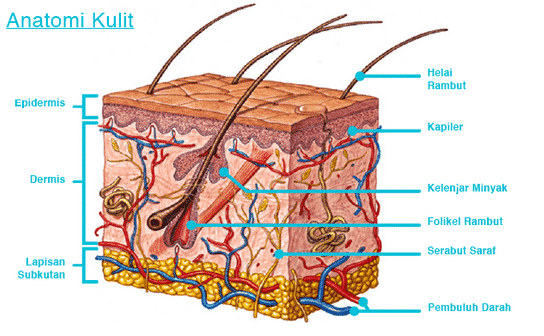 Anatomi Kulit
Epidermis
Dermis
Lapisan
Subkutan
Helai
Rambut
Kapiler
Kelenjar Minyak
Folikel Rambut
Serabut Saraf
Pembuluh Darah